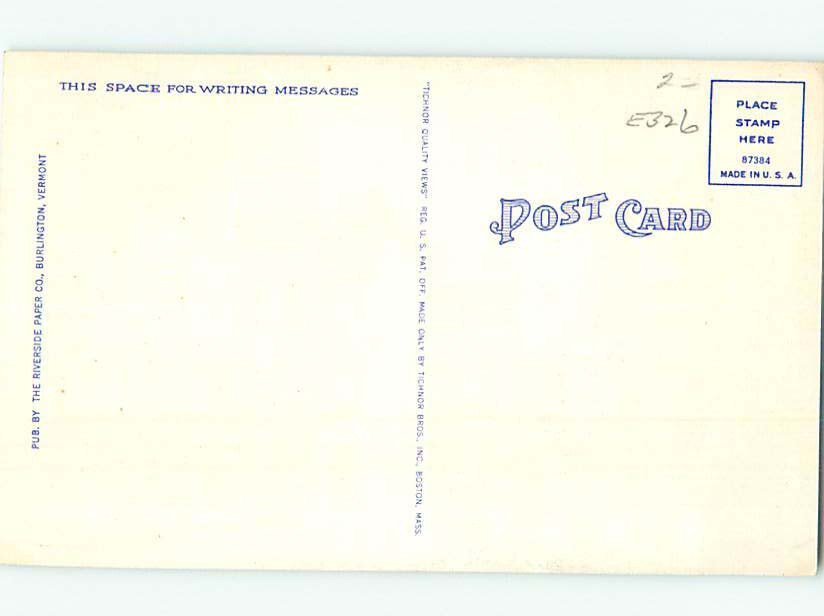 THIS SPACE FOR WRITING MESSAGES
PUB. BY THE RIVERSIDE PAPER CO., BURLINGTON, VERMONT
"TICHNOR QUALITY VIEWS" REG. U. S. PAT. OFF. MADE ONLY BY TICHNOR BROS., INC., BOSTON, MASS.
2-
E326
PLACE
STAMP
HERE
87384
MADE IN U. S. A.
POST CARD